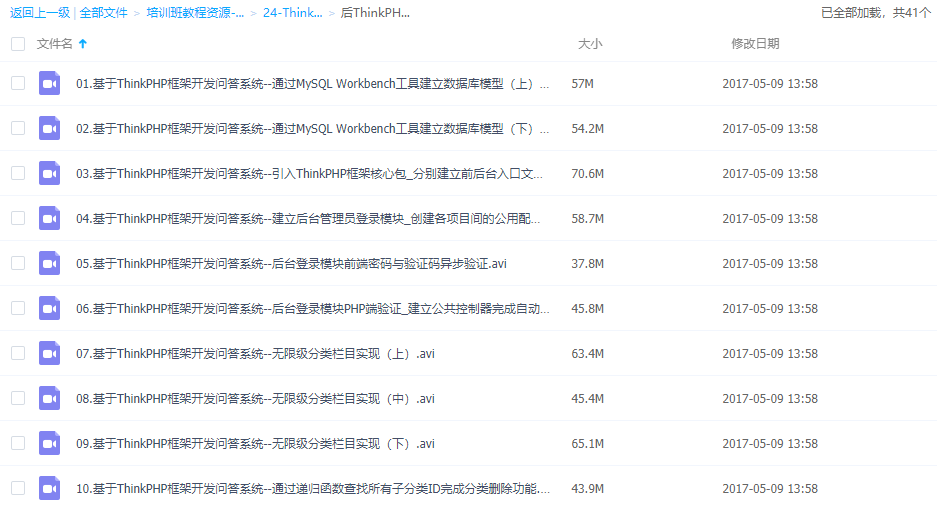 返回上一级 | 全部文件 > 培训班教程资源-... > 24-Think... > 后ThinkPH... 已全部加载，共41个
文件名 大小 修改日期
01.基于ThinkPHP框架开发问答系统--通过MySQL Workbench工具建立数据库模型（上）... 57M 2017-05-09 13:58
02.基于ThinkPHP框架开发问答系统--通过MySQL Workbench工具建立数据库模型（下）... 54.2M 2017-05-09 13:58
03.基于ThinkPHP框架开发问答系统--引入ThinkPHP框架核心包_分别建立前后台入口文... 70.6M 2017-05-09 13:58
04.基于ThinkPHP框架开发问答系统--建立后台管理员登录模块_创建各项目间的公用配... 58.7M 2017-05-09 13:58
05.基于ThinkPHP框架开发问答系统--后台登录模块前端密码与验证码异步验证.avi 37.8M 2017-05-09 13:58
06.基于ThinkPHP框架开发问答系统--后台登录模块PHP端验证_建立公共控制器完成自动... 45.8M 2017-05-09 13:58
07.基于ThinkPHP框架开发问答系统--无限级分类栏目实现（上）.avi 63.4M 2017-05-09 13:58
08.基于ThinkPHP框架开发问答系统--无限级分类栏目实现（中）.avi 45.4M 2017-05-09 13:58
09.基于ThinkPHP框架开发问答系统--无限级分类栏目实现（下）.avi 65.1M 2017-05-09 13:58
10.基于ThinkPHP框架开发问答系统--通过递归函数查找所有子分类ID完成分类删除功能.... 43.9M 2017-05-09 13:58